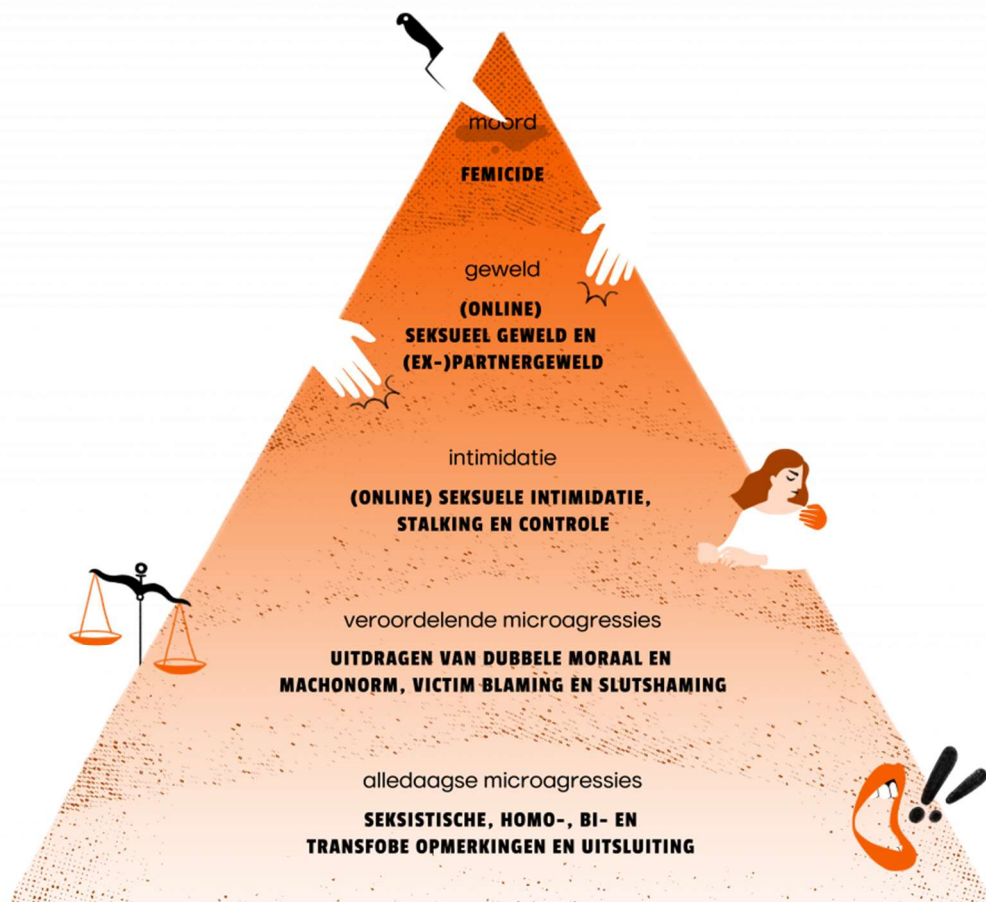 moord
FEMICIDE
geweld
(ONLINE)
SEKSUEEL GEWELD EN
(EX-)PARTNERGEWELD
intimidatie
(ONLINE) SEKSUELE INTIMIDATIE,
STALKING EN CONTROLE
veroordelende microagressies
UITDRAGEN VAN DUBBELE MORAAL EN
MACHONORM, VICTIM BLAMING EN SLUTSHAMING
alledaagse microagressies
SEKSISTISCHE, HOMO-, BI- EN
TRANSFOBE OPMERKINGEN EN UITSLUITING